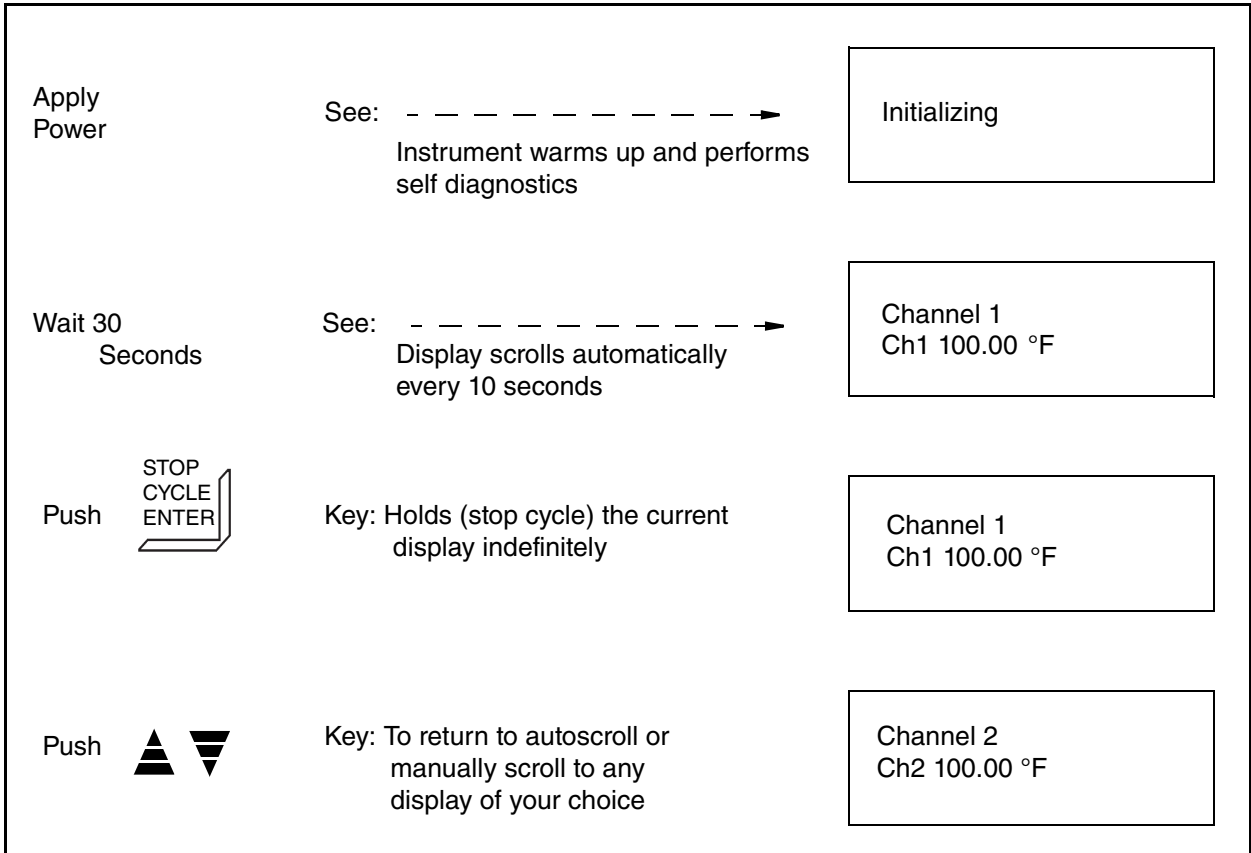 Apply
Power
See:
Instrument warms up and performs
self diagnostics
Initializing
Wait 30
Seconds
See:
Display scrolls automatically
every 10 seconds
Channel 1
Ch1 100.00 °F
Push
STOP
CYCLE
ENTER
Key: Holds (stop cycle) the current
display indefinitely
Channel 1
Ch1 100.00 °F
Push
Key: To return to autoscroll or
manually scroll to any
display of your choice
Channel 2
Ch2 100.00 °F